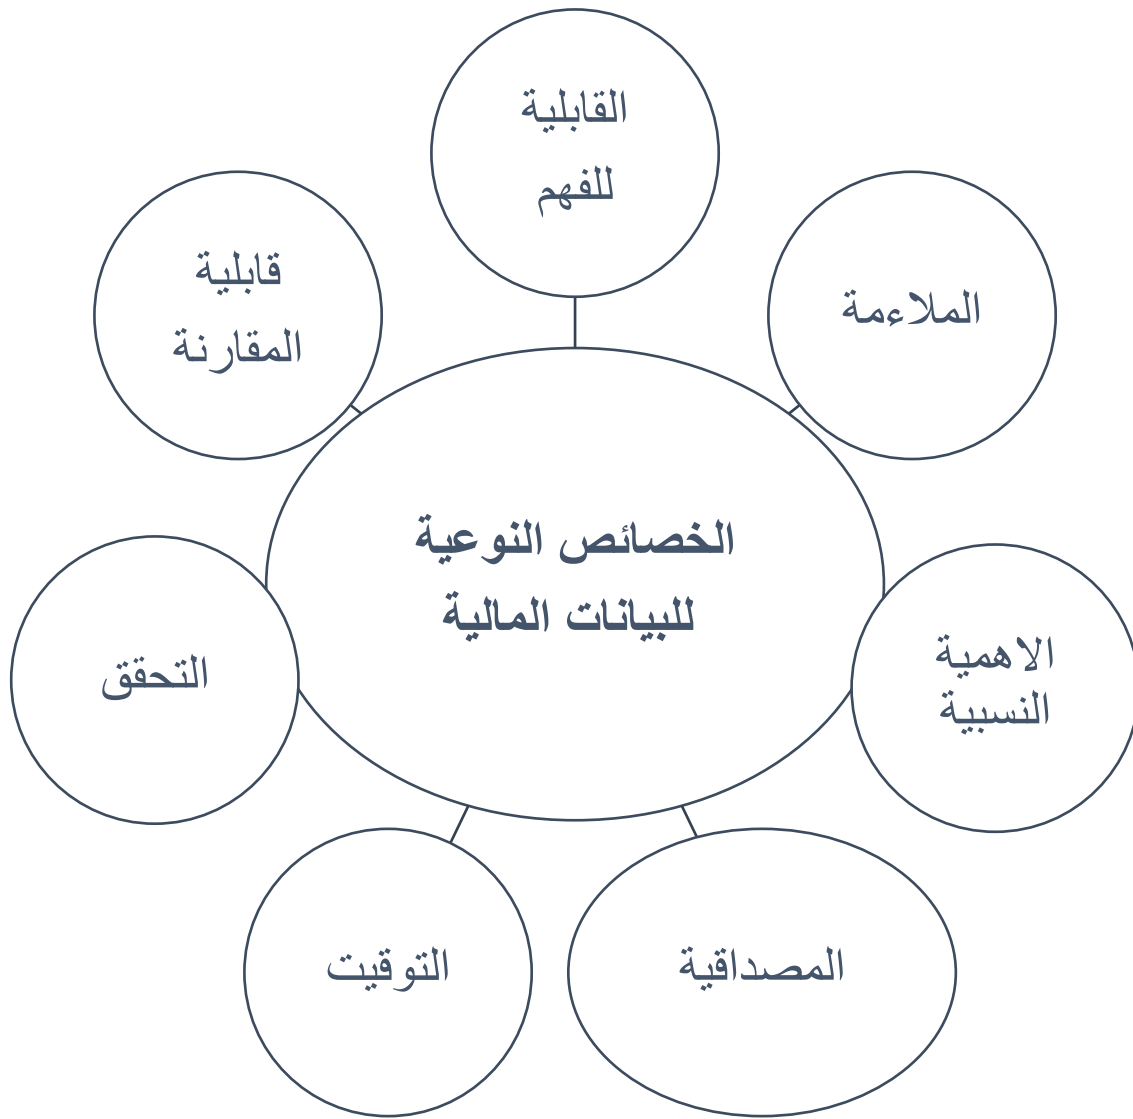 القابلية
للفهم
الملاءمة
الاهمية
النسبية
المصداقية
التوقيت
التحقق
قابلية
المقارنة
الخصائص النوعية
للبيانات المالية